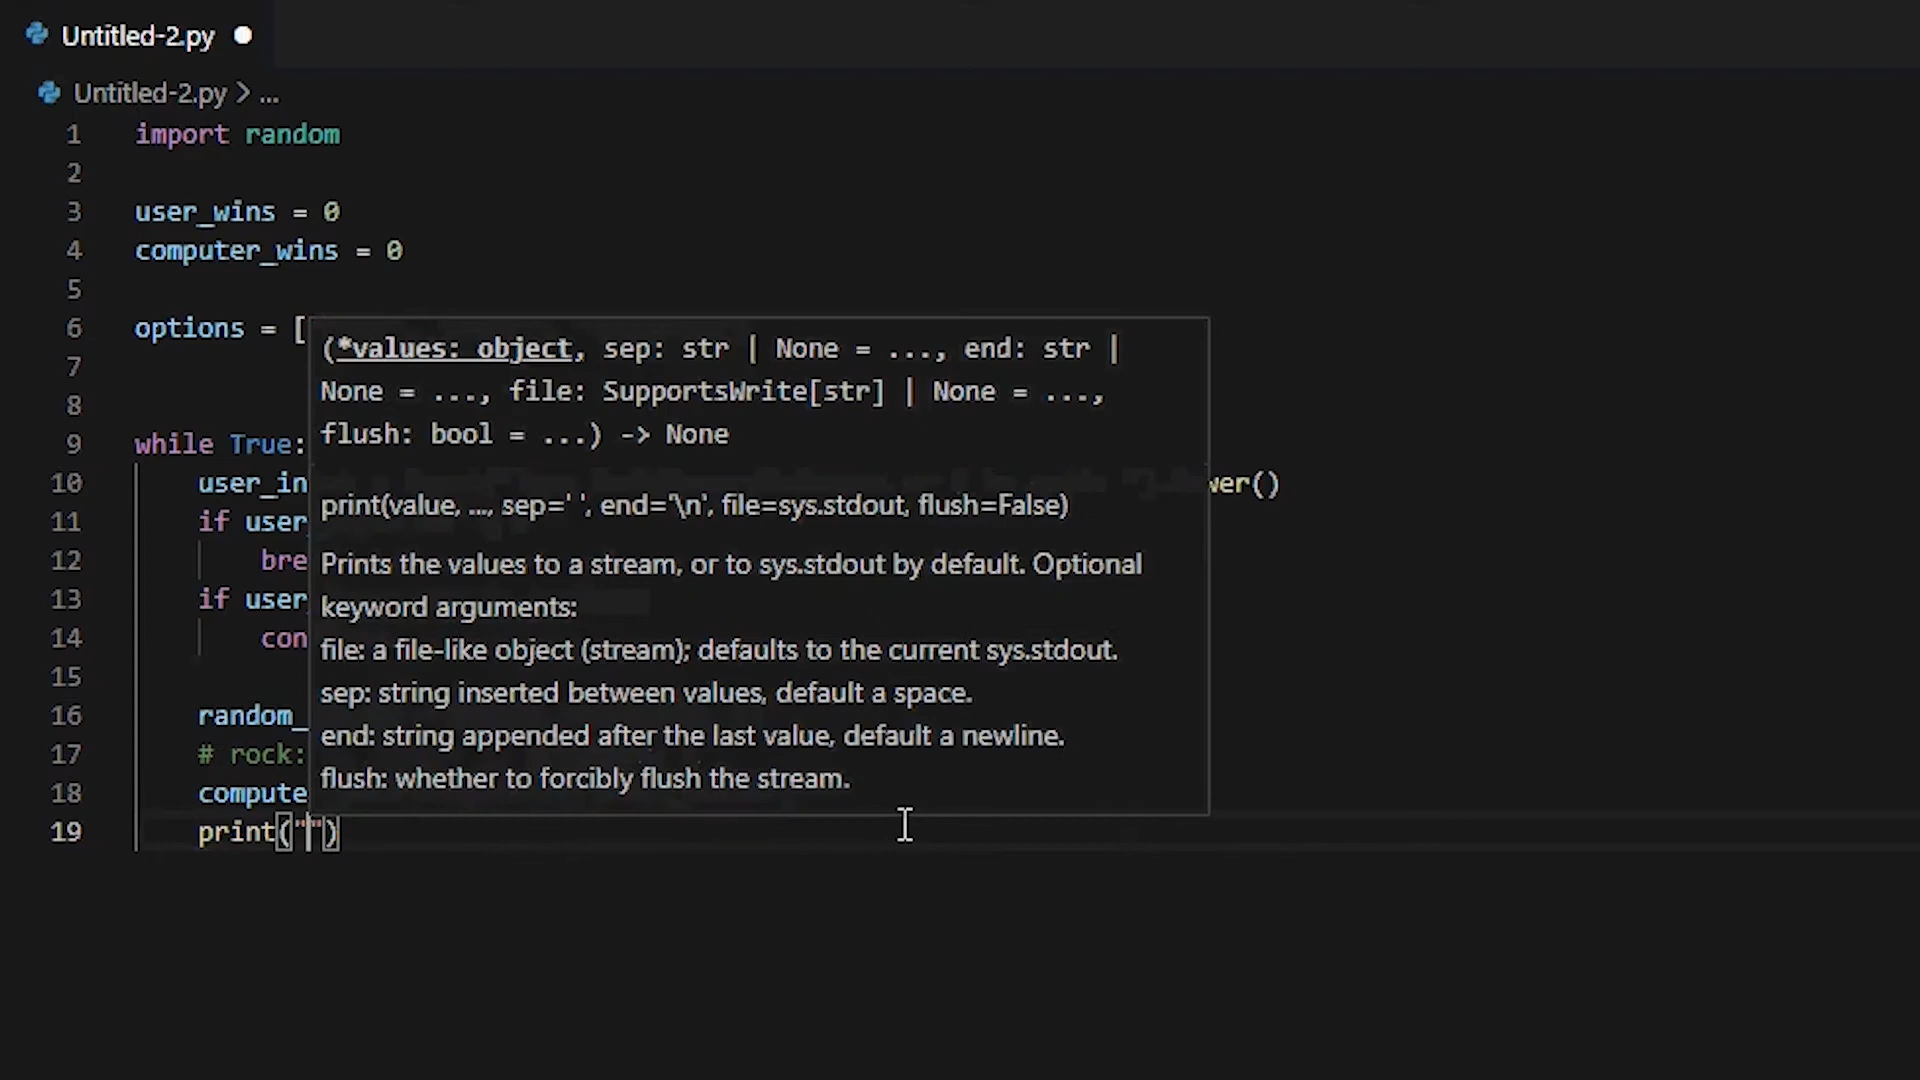 Untitled-2.py
Untitled-2.py > ...
1 import random
2
3 user_wins = 0
4 computer_wins = 0
5
6 options = [
7
8
9 while True:
10 user_in wer()
11 if user_
12 bre
13 if user_
14 con
15
16 random_
17 # rock:
18 compute
19 print("")
(*values: object, sep: str | None = ..., end: str |
None = ..., file: SupportsWrite[str] | None = ...,
flush: bool = ...) -> None
print(value, ..., sep=' ', end='\n', file=sys.stdout, flush=False)
Prints the values to a stream, or to sys.stdout by default. Optional
keyword arguments:
file: a file-like object (stream); defaults to the current sys.stdout.
sep: string inserted between values, default a space.
end: string appended after the last value, default a newline.
flush: whether to forcibly flush the stream.